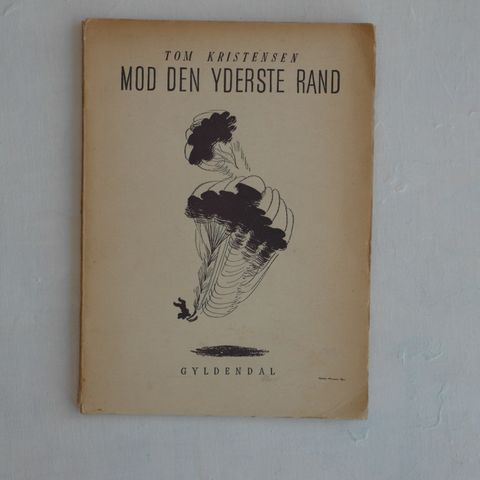 TOM KRISTENSEN
MOD DEN YDERSTE RAND
GYLDENDAL